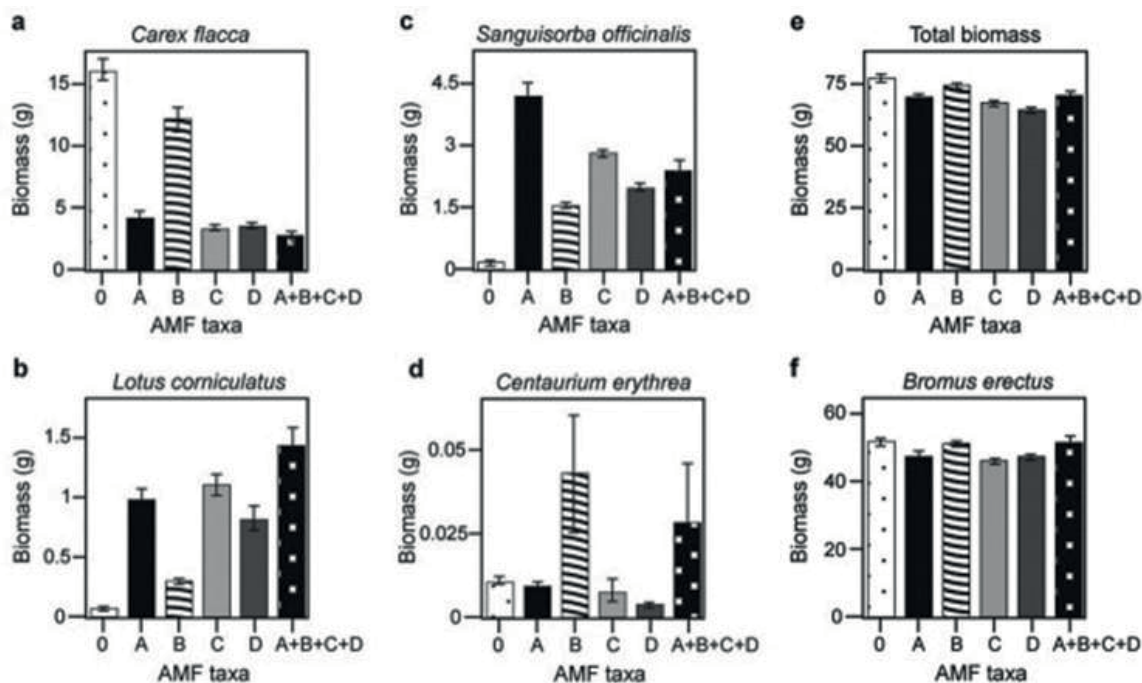 a
Carex flacca
15
10
5
0
Biomass (g)
0 A B C D A+B+C+D
AMF taxa
c
Sanguisorba officinalis
4.5
3
1.5
0
Biomass (g)
0 A B C D A+B+C+D
AMF taxa
e
Total biomass
75
50
25
0
Biomass (g)
0 A B C D A+B+C+D
AMF taxa
b
Lotus corniculatus
1.5
1
0.5
0
Biomass (g)
0 A B C D A+B+C+D
AMF taxa
d
Centaurium erythrea
0.05
0.025
0
Biomass (g)
0 A B C D A+B+C+D
AMF taxa
f
Bromus erectus
60
40
20
0
Biomass (g)
0 A B C D A+B+C+D
AMF taxa